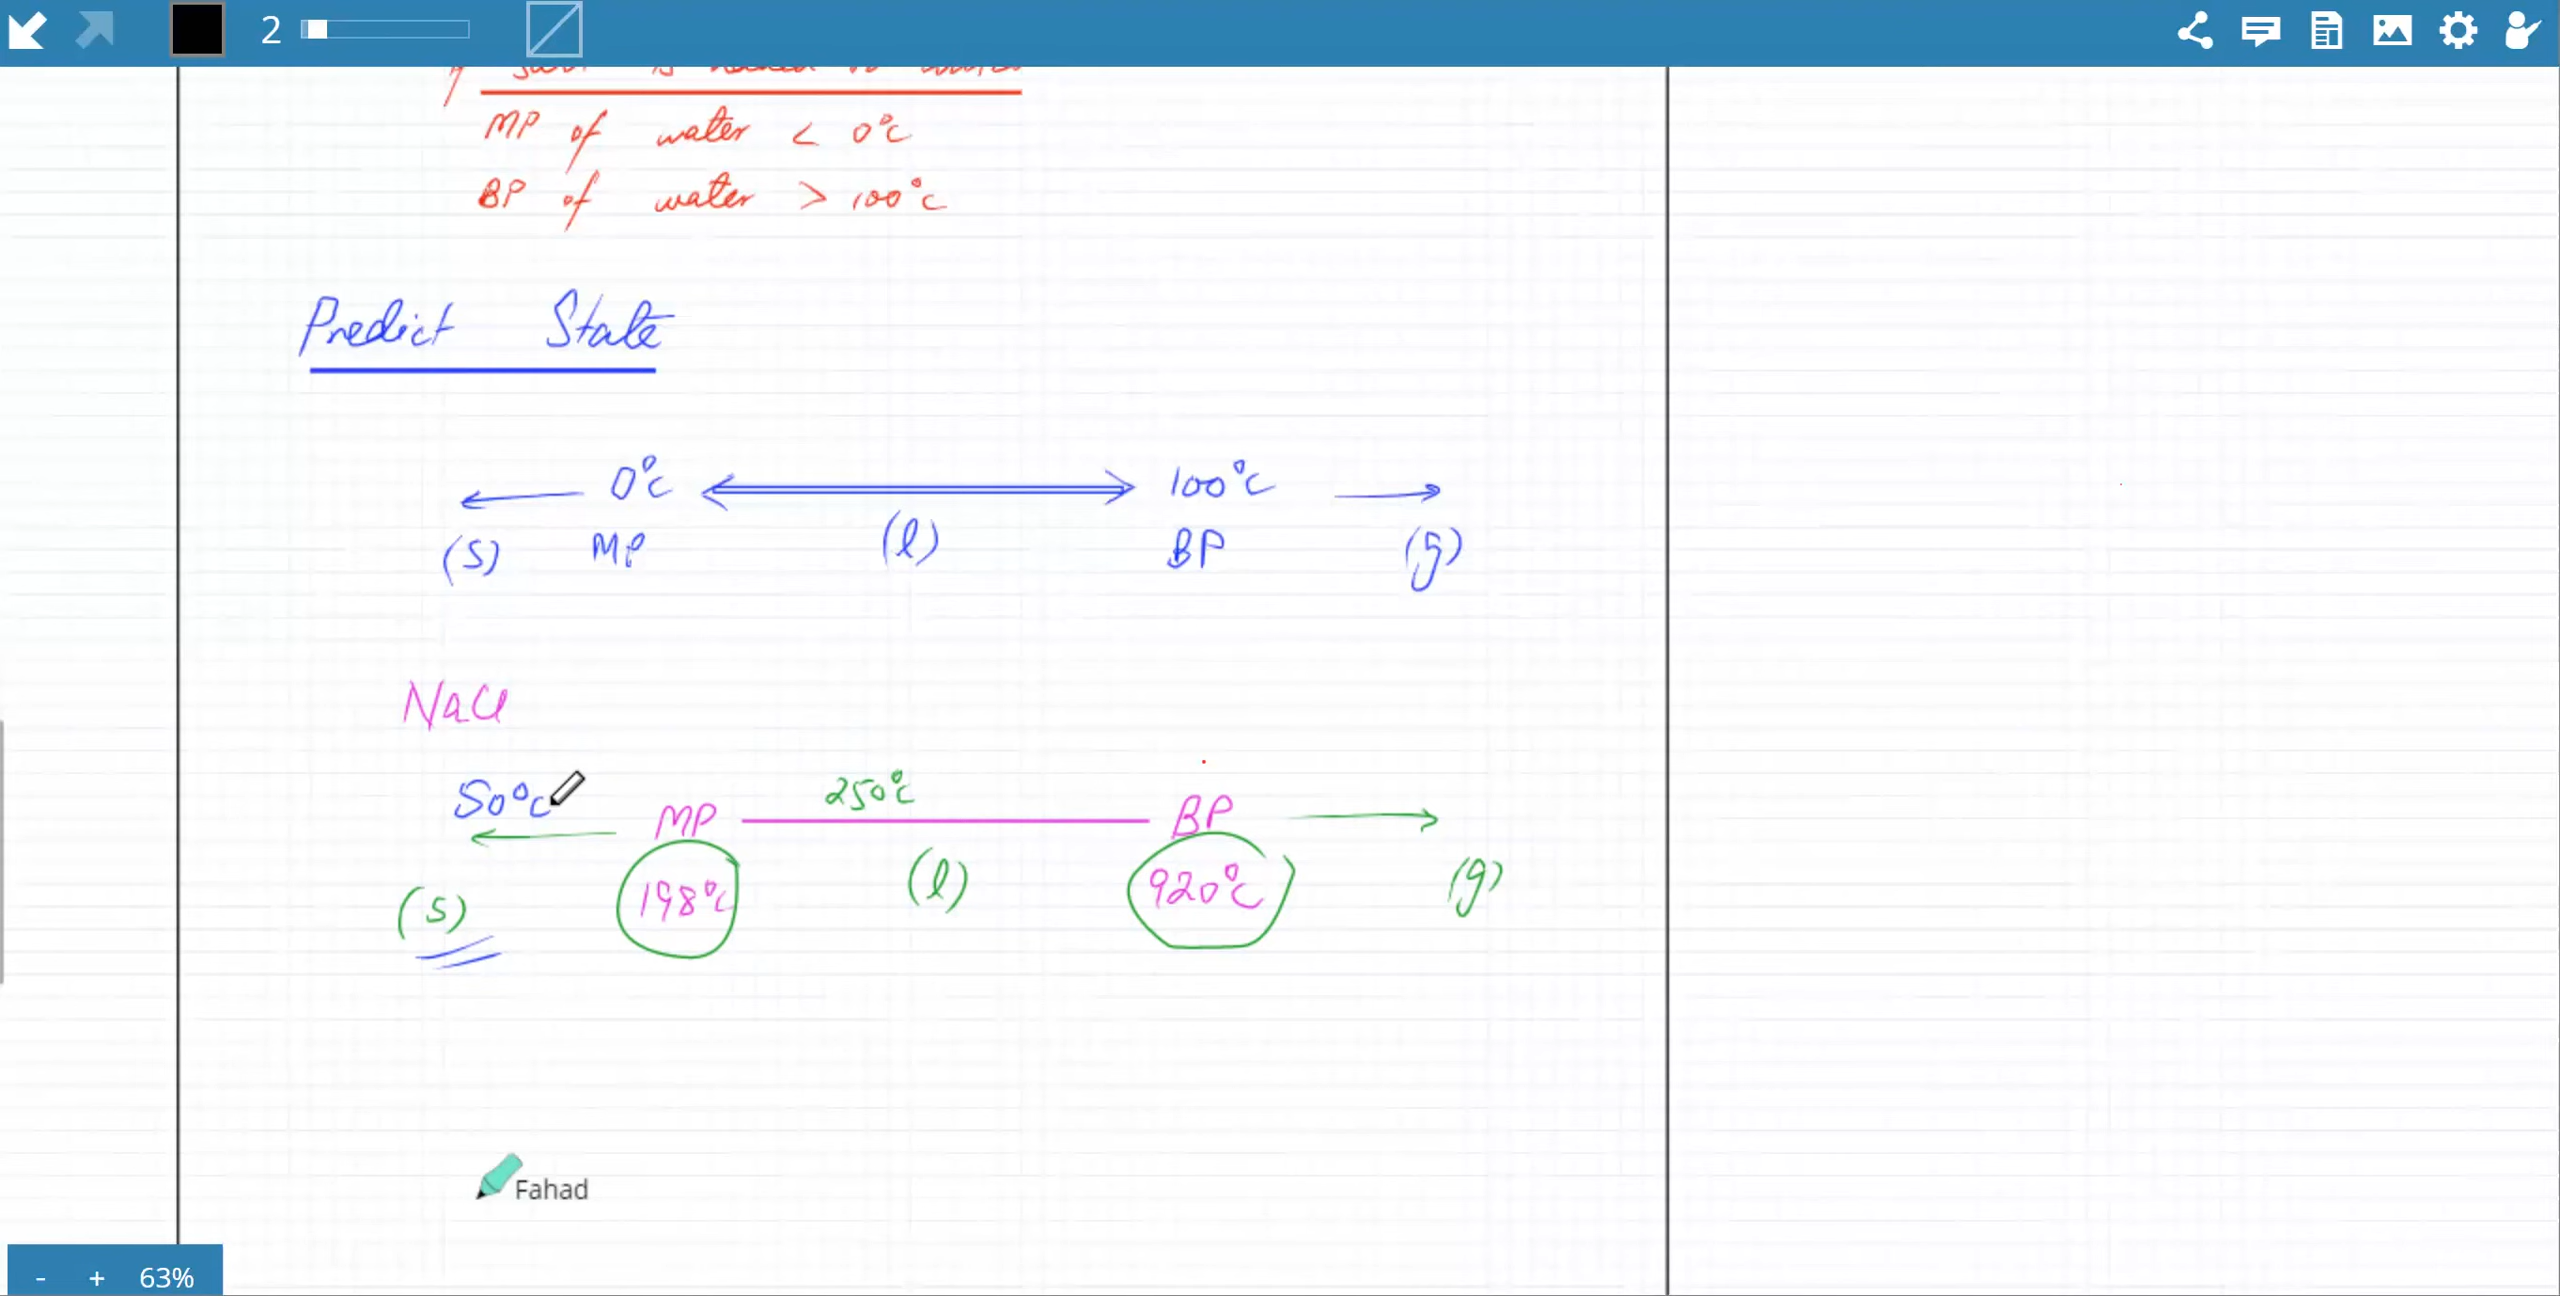 2
MP of water < 0°C
BP of water > 100°C
Predict State
0°C 100°C
(S) MP (l) BP (g)
NaCl
50°C MP 250°C BP
(S) 198°C (l) 920°C (g)
Fahad
- + 63%